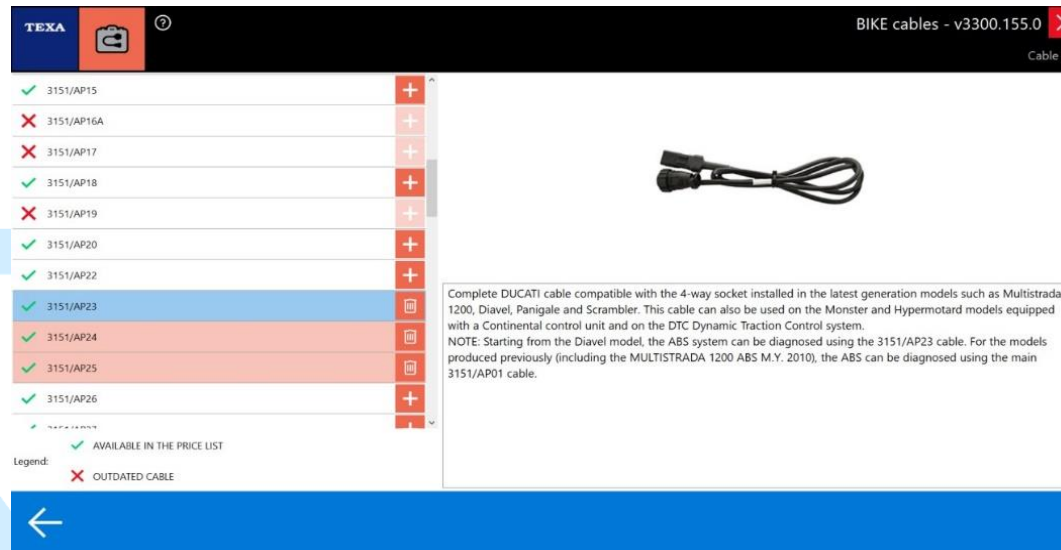 TEXA
BIKE cables - v3300.155.0
Cable
3151/AP15
3151/AP16A
3151/AP17
3151/AP18
3151/AP19
3151/AP20
3151/AP22
3151/AP23
3151/AP24
3151/AP25
3151/AP26
Legend:
AVAILABLE IN THE PRICE LIST
OUTDATED CABLE
Complete DUCATI cable compatible with the 4-way socket installed in the latest generation models such as Multistrada
1200, Diavel, Panigale and Scrambler. This cable can also be used on the Monster and Hypermotard models equipped
with a Continental control unit and on the DTC Dynamic Traction Control system.
NOTE: Starting from the Diavel model, the ABS system can be diagnosed using the 3151/AP23 cable. For the models
produced previously (including the MULTISTRADA 1200 ABS M.Y. 2010), the ABS can be diagnosed using the main
3151/AP01 cable.